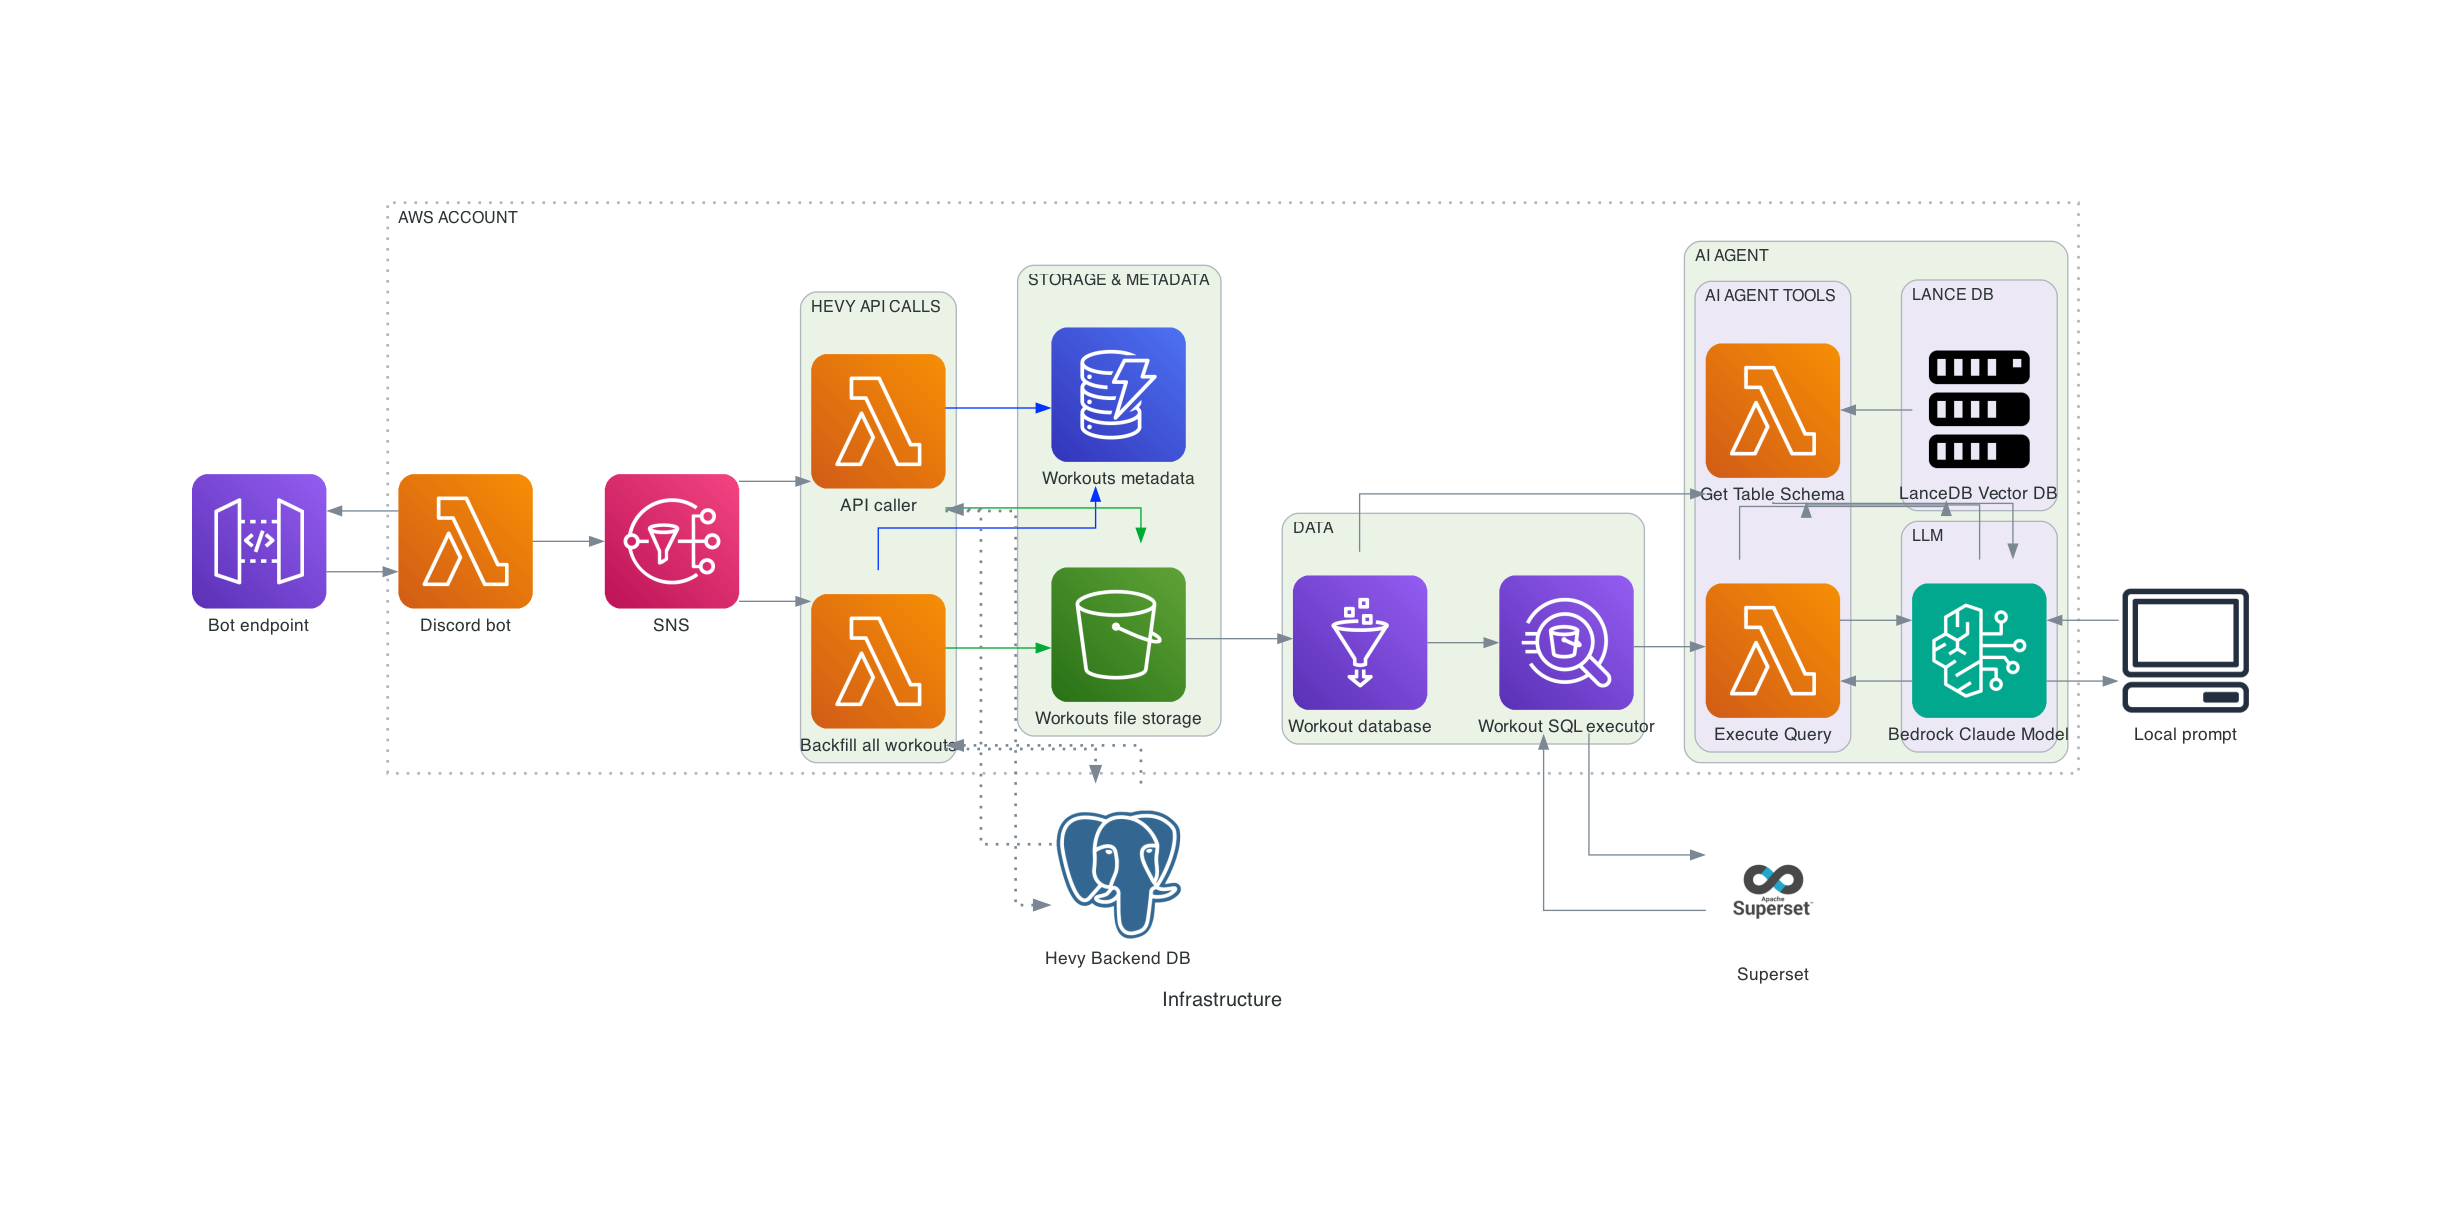 AWS ACCOUNT
AI AGENT
STORAGE & METADATA
AI AGENT TOOLS
LANCE DB
HEVY API CALLS
Workouts metadata
Get Table Schema
LanceDB Vector DB
API caller
DATA
LLM
Bot endpoint
Discord bot
SNS
Workouts file storage
Workout database
Workout SQL executor
Execute Query
Bedrock Claude Model
Local prompt
Backfill all workouts
Apache
Superset
Hevy Backend DB
Superset
Infrastructure